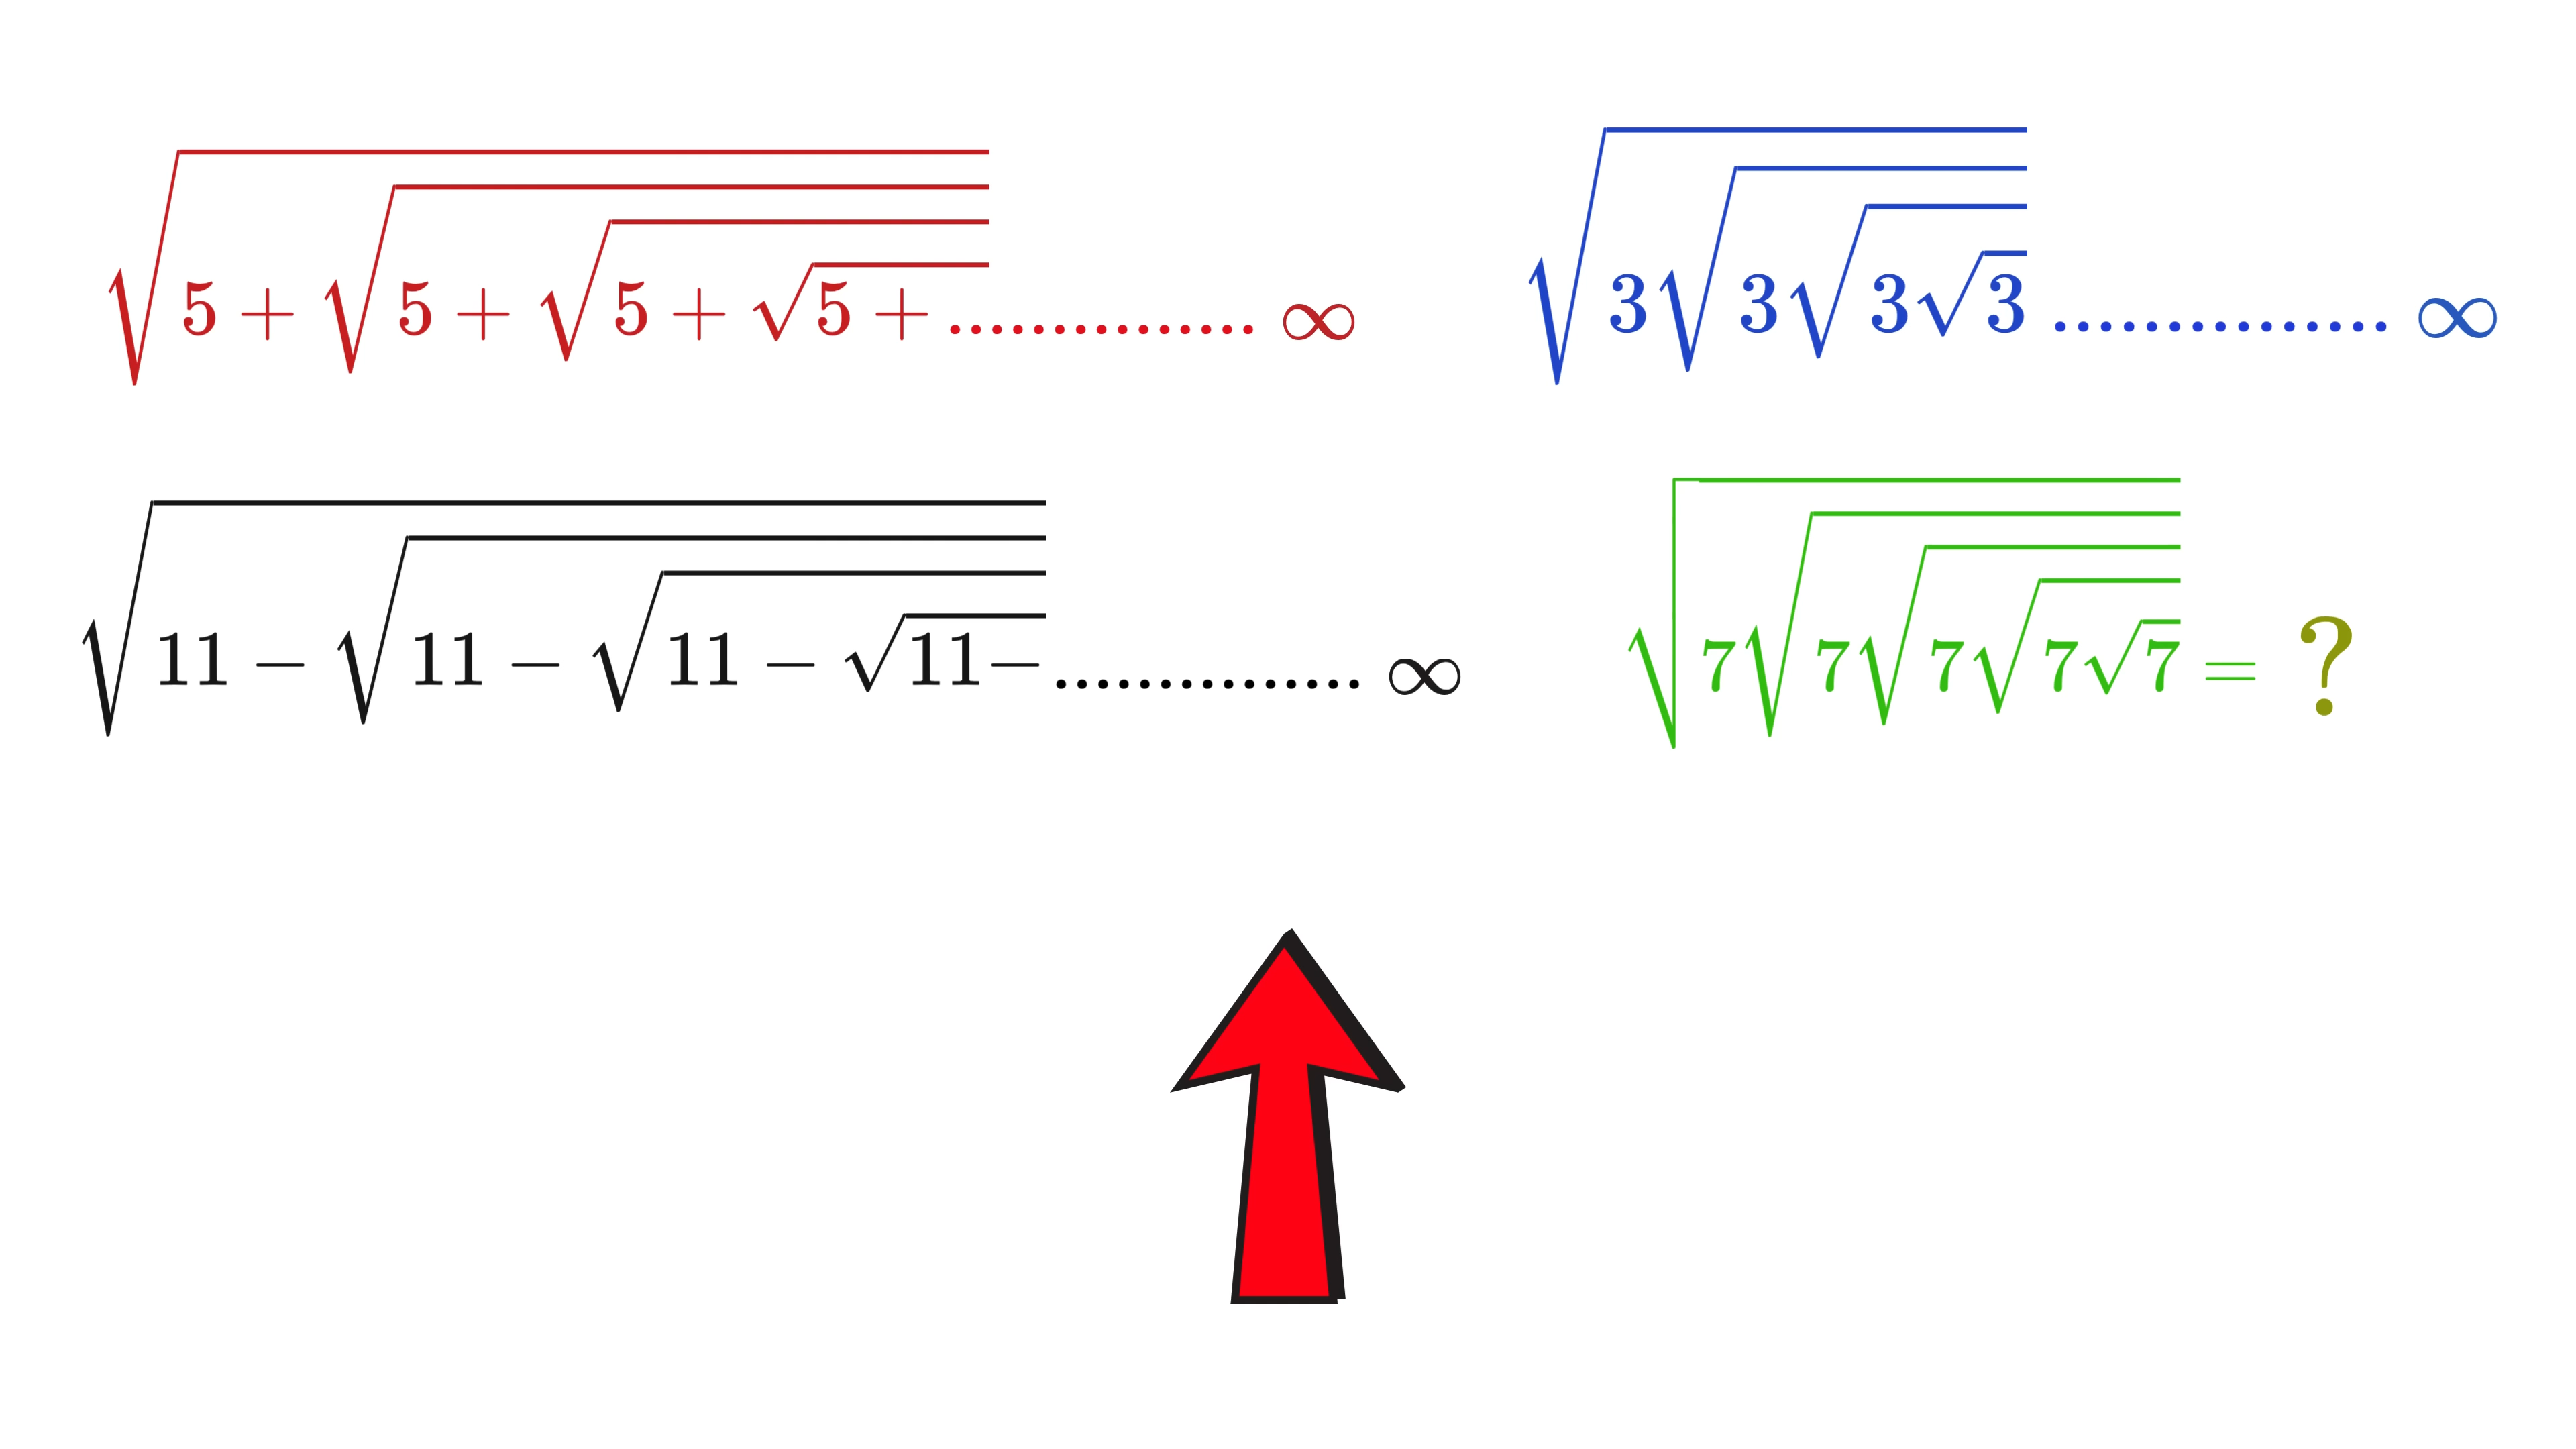 √(5 + √(5 + √(5 + √(5 + ............... ∞
√(3√(3√(3√3 ............... ∞
√(11 − √(11 − √(11 − √(11− ............... ∞
√(7√(7√(7√(7√7)))) = ?